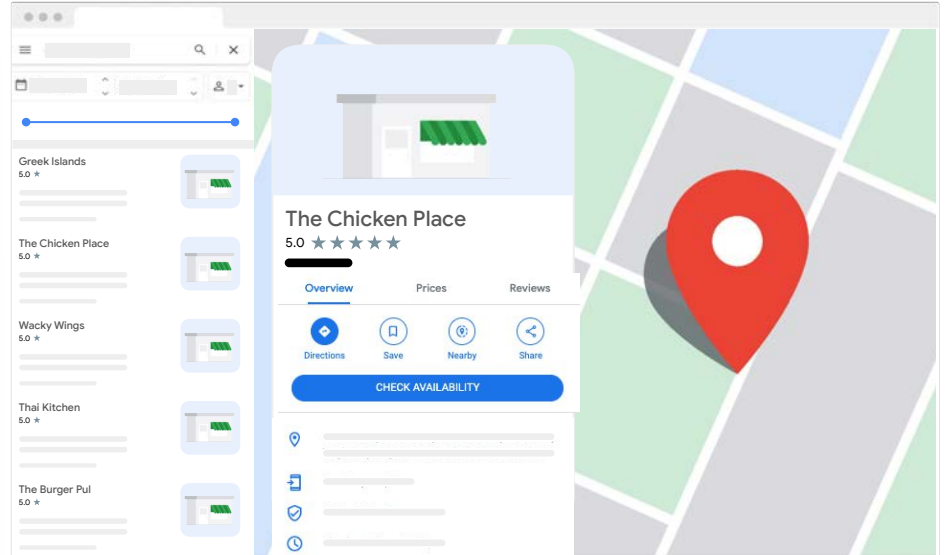 Greek Islands
5.0 ★
The Chicken Place
5.0 ★
Wacky Wings
5.0 ★
Thai Kitchen
5.0 ★
The Burger Pul
5.0 ★
The Chicken Place
5.0 ★★★★★
Overview Prices Reviews
Directions Save Nearby Share
CHECK AVAILABILITY